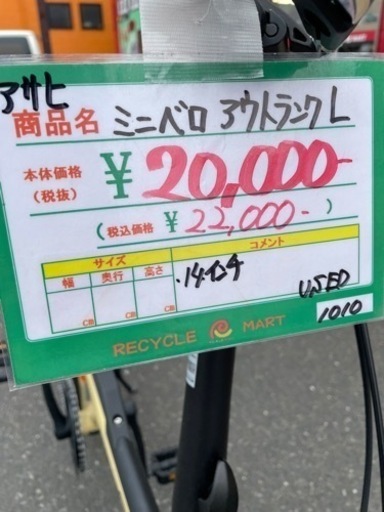 アサヒ
商品名 ミニベロ アウトランク L
本体価格
(税抜)
¥ 20,000-
(税込価格 ¥ 22,000- )
サイズ コメント
幅 奥行 高さ
cm cm cm
・14インチ
USED
1010
RECYCLE MART